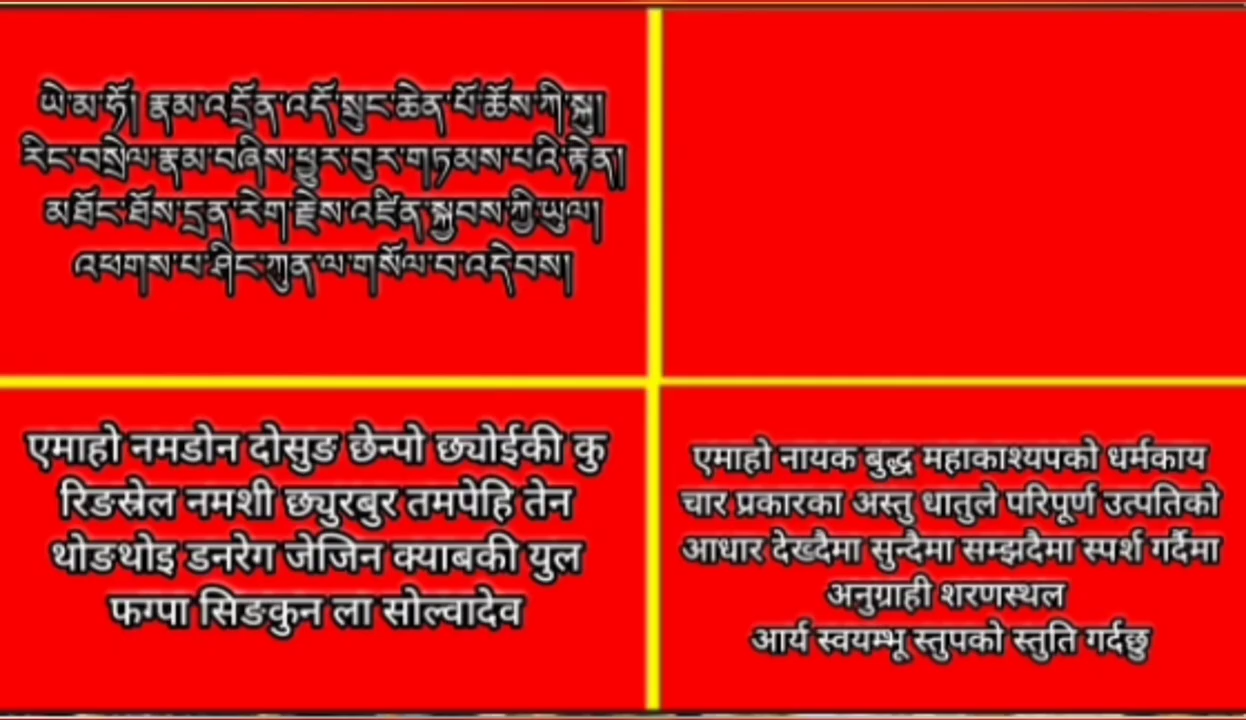 ཡེ་མ་ཧོ། རྣམ་འདྲོན་འདོ་སྲུང་ཆེན་པོ་ཆོས་ཀི་སྐུ།
རིང་བསྲེལ་རྣམ་བཞིས་ཕྱུར་བུར་གཏམས་པའི་རྟེན།
མཐོང་ཐོས་དྲན་རེག་རྗེས་འཛིན་སྐྱབས་ཀྱི་ཡུལ།
འཕགས་པ་ཤིང་ཀུན་ལ་གསོལ་བ་འདེབས།
एमाहो नमडोन दोसुङ छेन्पो छ्योईकी कु
रिङस्रेल नमशी छ्युरबुर तमपेहि तेन
थोङथोइ डनरेग जेजिन क्याबकी युल
फग्पा सिङकुन ला सोल्वादेव
एमाहो नायक बुद्ध महाकाश्यपको धर्मकाय
चार प्रकारका अस्तु धातुले परिपूर्ण उत्पतिको
आधार देख्दैमा सुन्दैमा सम्झदैमा स्पर्श गर्दैमा
अनुग्राही शरणस्थल
आर्य स्वयम्भू स्तुपको स्तुति गर्दछु